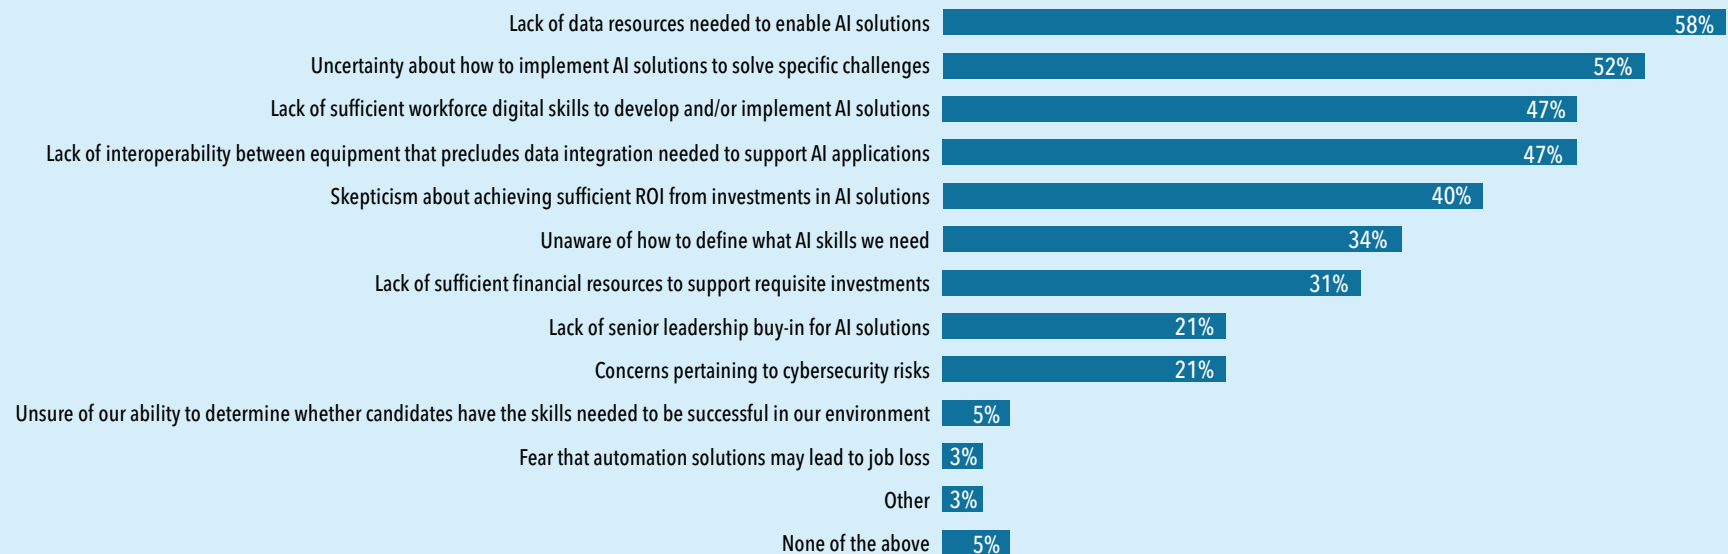 Lack of data resources needed to enable AI solutions 58%
Uncertainty about how to implement AI solutions to solve specific challenges 52%
Lack of sufficient workforce digital skills to develop and/or implement AI solutions 47%
Lack of interoperability between equipment that precludes data integration needed to support AI applications 47%
Skepticism about achieving sufficient ROI from investments in AI solutions 40%
Unaware of how to define what AI skills we need 34%
Lack of sufficient financial resources to support requisite investments 31%
Lack of senior leadership buy-in for AI solutions 21%
Concerns pertaining to cybersecurity risks 21%
Unsure of our ability to determine whether candidates have the skills needed to be successful in our environment 5%
Fear that automation solutions may lead to job loss 3%
Other 3%
None of the above 5%